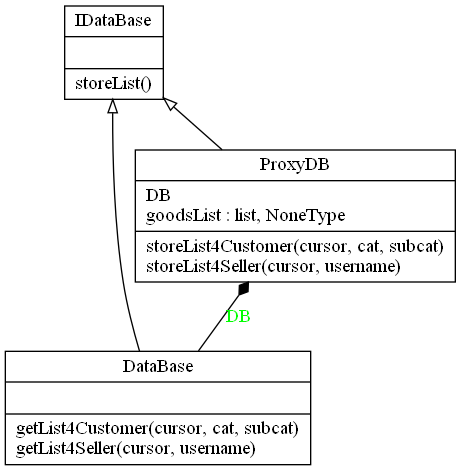 IDataBase
storeList()
ProxyDB
DB
goodsList : list, NoneType
storeList4Customer(cursor, cat, subcat)
storeList4Seller(cursor, username)
DB
DataBase
getList4Customer(cursor, cat, subcat)
getList4Seller(cursor, username)